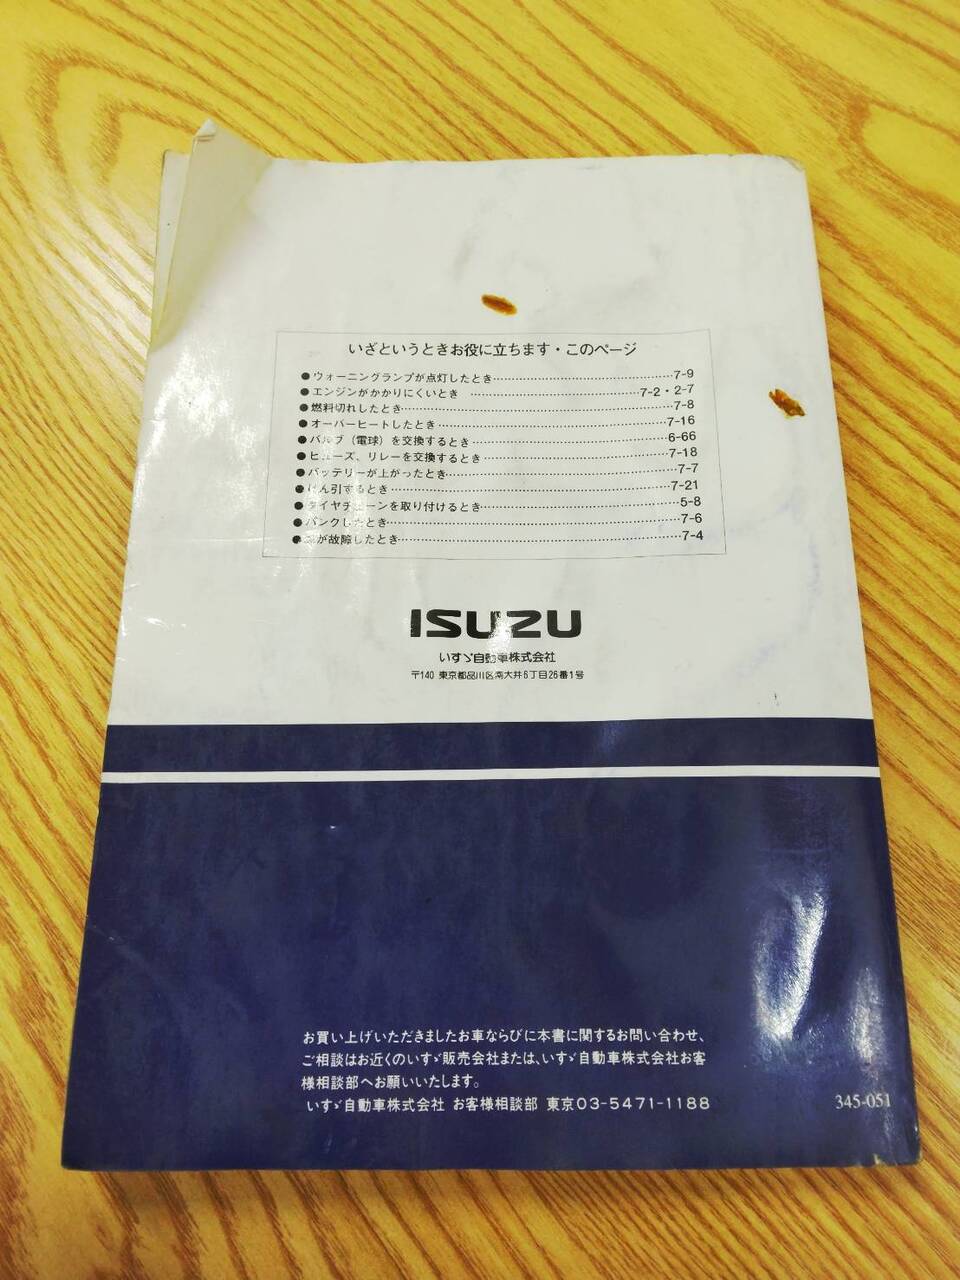 いざというときお役に立ちます・このページ
●ウォーニングランプが点灯したとき……7-9
●エンジンがかかりにくいとき……7-2・2-7
●燃料切れしたとき……7-8
●オーバーヒートしたとき……7-16
●バルブ（電球）を交換するとき……6-66
●ヒューズ、リレーを交換するとき……7-18
●バッテリーが上がったとき……7-7
●けん引するとき……7-21
●タイヤチェーンを取り付けるとき……5-8
●パンクしたとき……7-6
●が故障したとき……7-4
ISUZU
いすゞ自動車株式会社
〒140 東京都品川区南大井6丁目26番1号
お買い上げいただきましたお車ならびに本書に関するお問い合わせ、
ご相談はお近くのいすゞ販売会社または、いすゞ自動車株式会社お客
様相談部へお願いいたします。
いすゞ自動車株式会社 お客様相談部 東京03-5471-1188
345-051